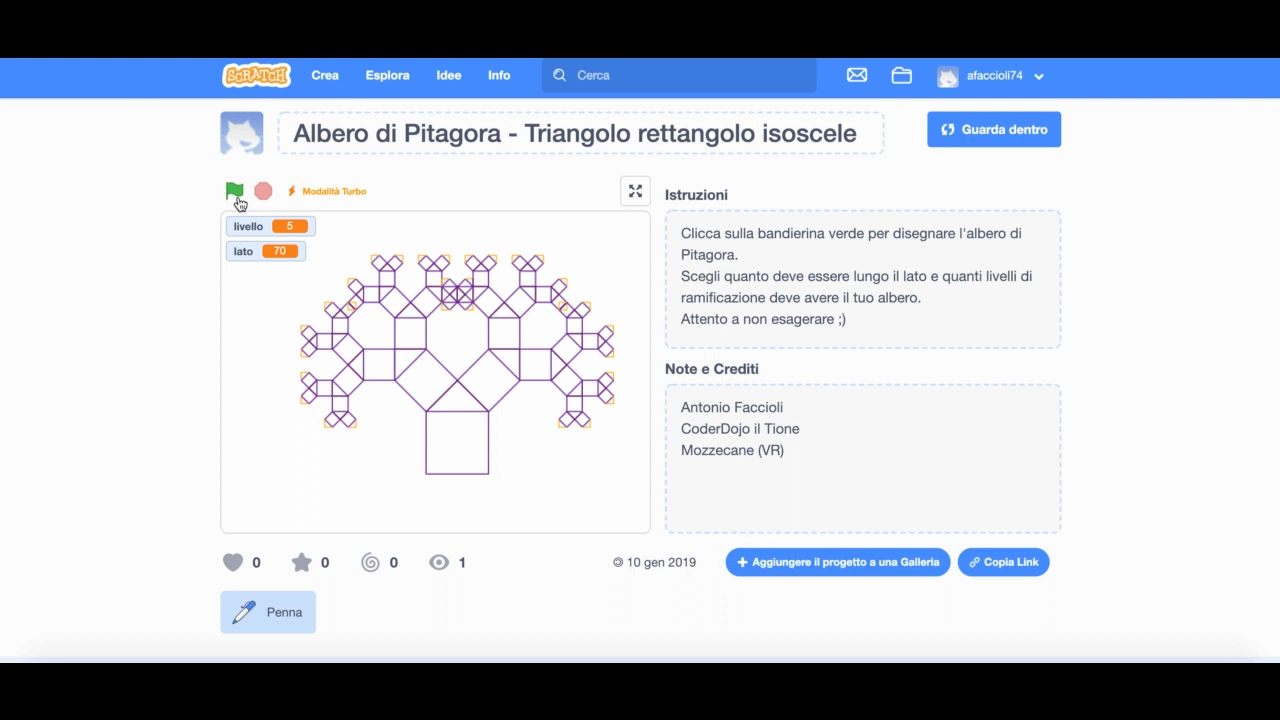 SCRATCH Crea Esplora Idee Info Cerca afaccioli74
Albero di Pitagora - Triangolo rettangolo isoscele
Guarda dentro
Modalità Turbo
livello 5
lato 70
Istruzioni
Clicca sulla bandierina verde per disegnare l'albero di
Pitagora.
Scegli quanto deve essere lungo il lato e quanti livelli di
ramificazione deve avere il tuo albero.
Attento a non esagerare ;)
Note e Crediti
Antonio Faccioli
CoderDojo il Tione
Mozzecane (VR)
0 0 0 1
© 10 gen 2019
Aggiungere il progetto a una Galleria
Copia Link
Penna